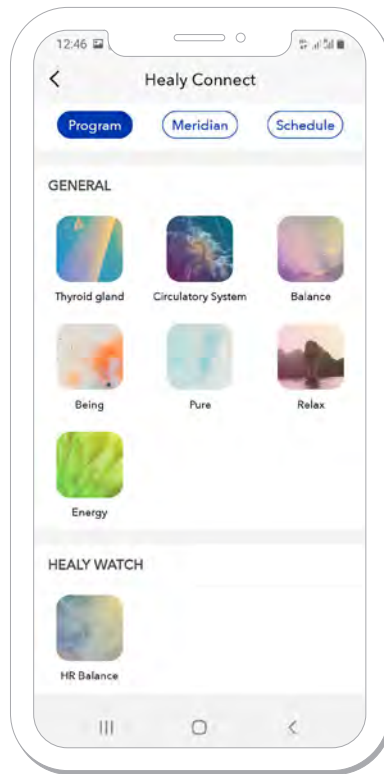 12:46
Healy Connect
Program Meridian Schedule
GENERAL
Thyroid gland Circulatory System Balance
Being Pure Relax
Energy
HEALY WATCH
HR Balance